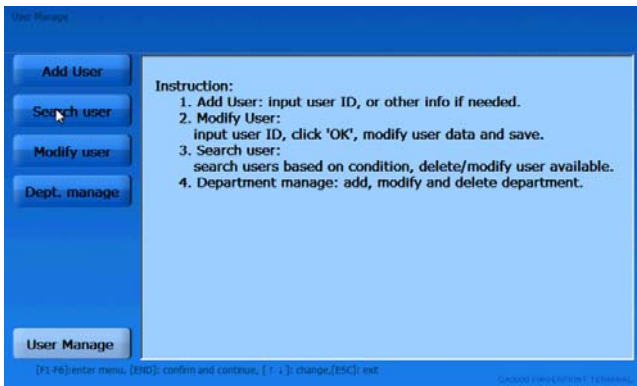 User Manage
Add User
Search user
Modify user
Dept. manage
User Manage
Instruction:
1. Add User: input user ID, or other info if needed.
2. Modify User:
input user ID, click 'OK', modify user data and save.
3. Search user:
search users based on condition, delete/modify user available.
4. Department manage: add, modify and delete department.
[F1-F6]:enter menu, [END]: confirm and continue, [ ↑ ↓ ]: change,[ESC]: exit
FINGERPRINT TERMINAL